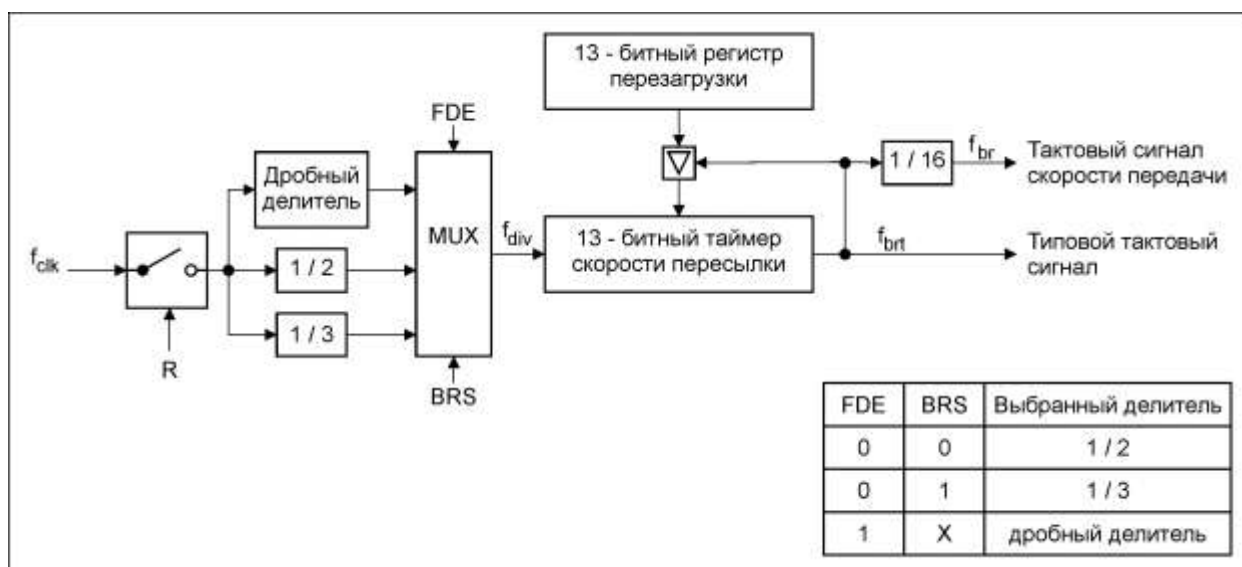 13 - битный регистр
перезагрузки
FDE
Дробный
делитель
MUX
f_div
f_clk
1 / 2
1 / 3
R
BRS
13 - битный таймер
скорости пересылки
1 / 16
f_br
Тактовый сигнал
скорости передачи
f_brt
Типовой тактовый
сигнал
FDE BRS Выбранный делитель
0 0 1 / 2
0 1 1 / 3
1 X дробный делитель